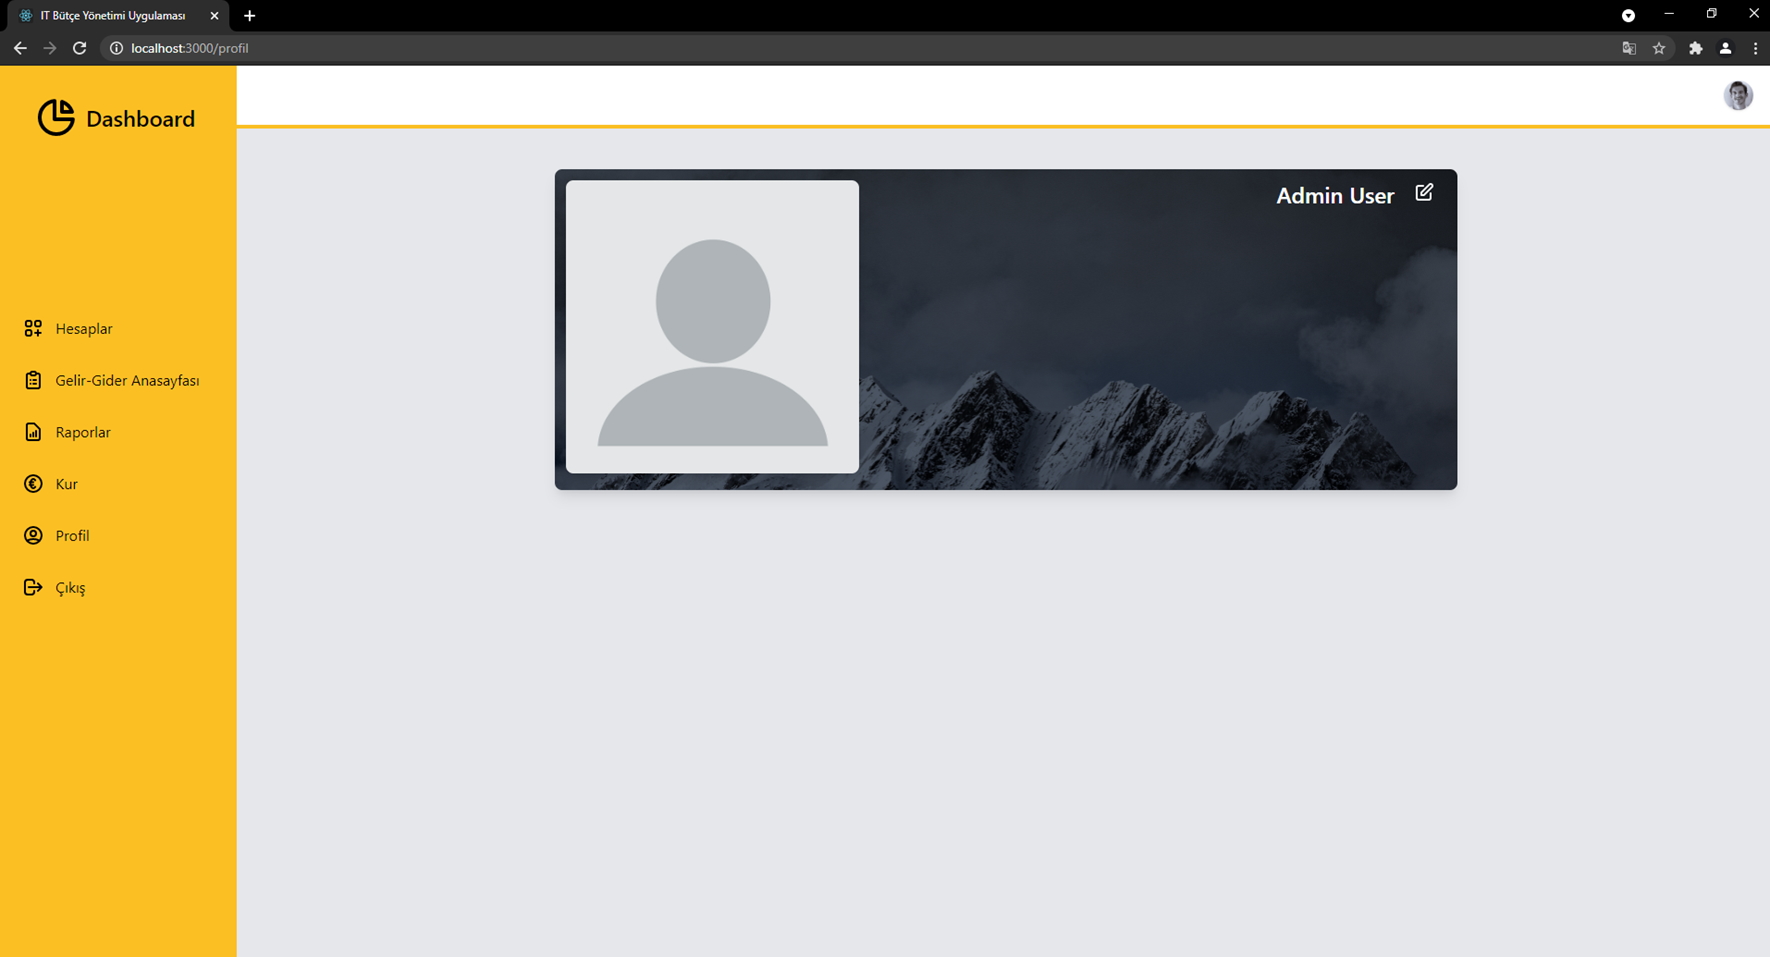 IT Bütçe Yönetimi Uygulaması
localhost:3000/profil
Dashboard
Admin User
Hesaplar
Gelir-Gider Anasayfası
Raporlar
Kur
Profil
Çıkış